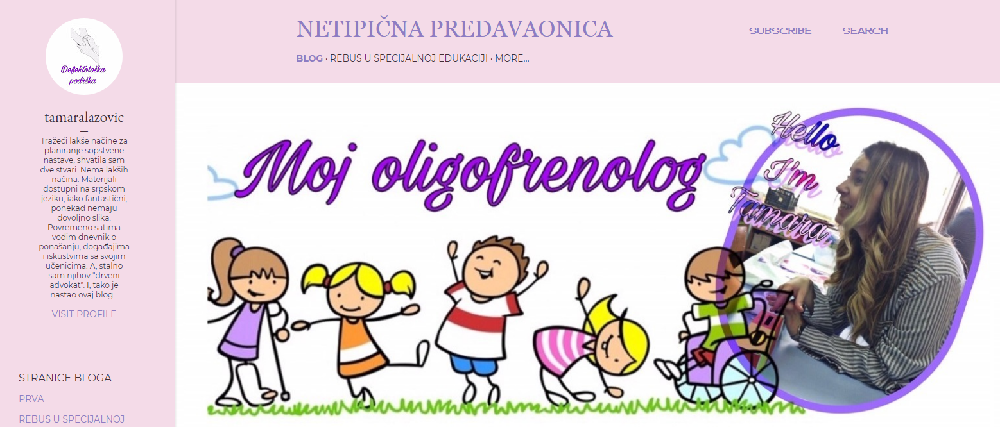 Defektološka
podrška
tamaralazovic
Tražeći lakše načine za
planiranje sopstvene
nastave, shvatila sam
dve stvari. Nema lakših
načina. Materijali
dostupni na srpskom
jeziku, iako fantastični,
ponekad nemaju
dovoljno slika.
Povremeno satima
vodim dnevnik o
ponašanju, događajima
i iskustvima sa svojim
učenicima. A, stalno
sam njihov "drveni
advokat". I, tako je
nastao ovaj blog...
VISIT PROFILE
STRANICE BLOGA
PRVA
REBUS U SPECIJALNOJ
NETIPIČNA PREDAVAONICA
SUBSCRIBE
SEARCH
BLOG · REBUS U SPECIJALNOJ EDUKACIJI · MORE...
Moj oligofrenolog
Hello
I'm
Tamara